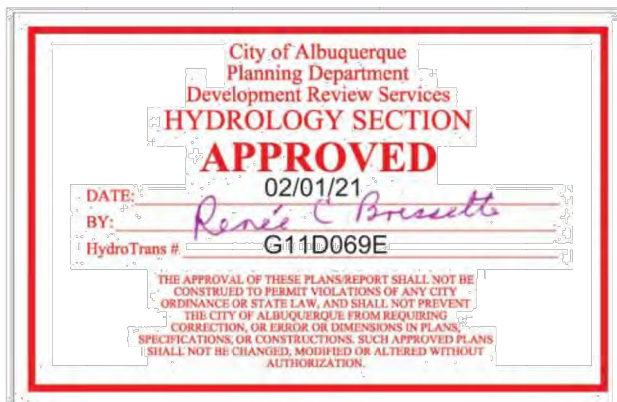 City of Albuquerque
Planning Department
Development Review Services
HYDROLOGY SECTION
APPROVED
DATE: 02/01/21
BY: Renée C Brissette
HydroTrans # G11D069E
THE APPROVAL OF THESE PLANS/REPORT SHALL NOT BE
CONSTRUED TO PERMIT VIOLATIONS OF ANY CITY
ORDINANCE OR STATE LAW, AND SHALL NOT PREVENT
THE CITY OF ALBUQUERQUE FROM REQUIRING
CORRECTION, OR ERROR OR DIMENSIONS IN PLANS,
SPECIFICATIONS, OR CONSTRUCTIONS. SUCH APPROVED PLANS
SHALL NOT BE CHANGED, MODIFIED OR ALTERED WITHOUT
AUTHORIZATION.